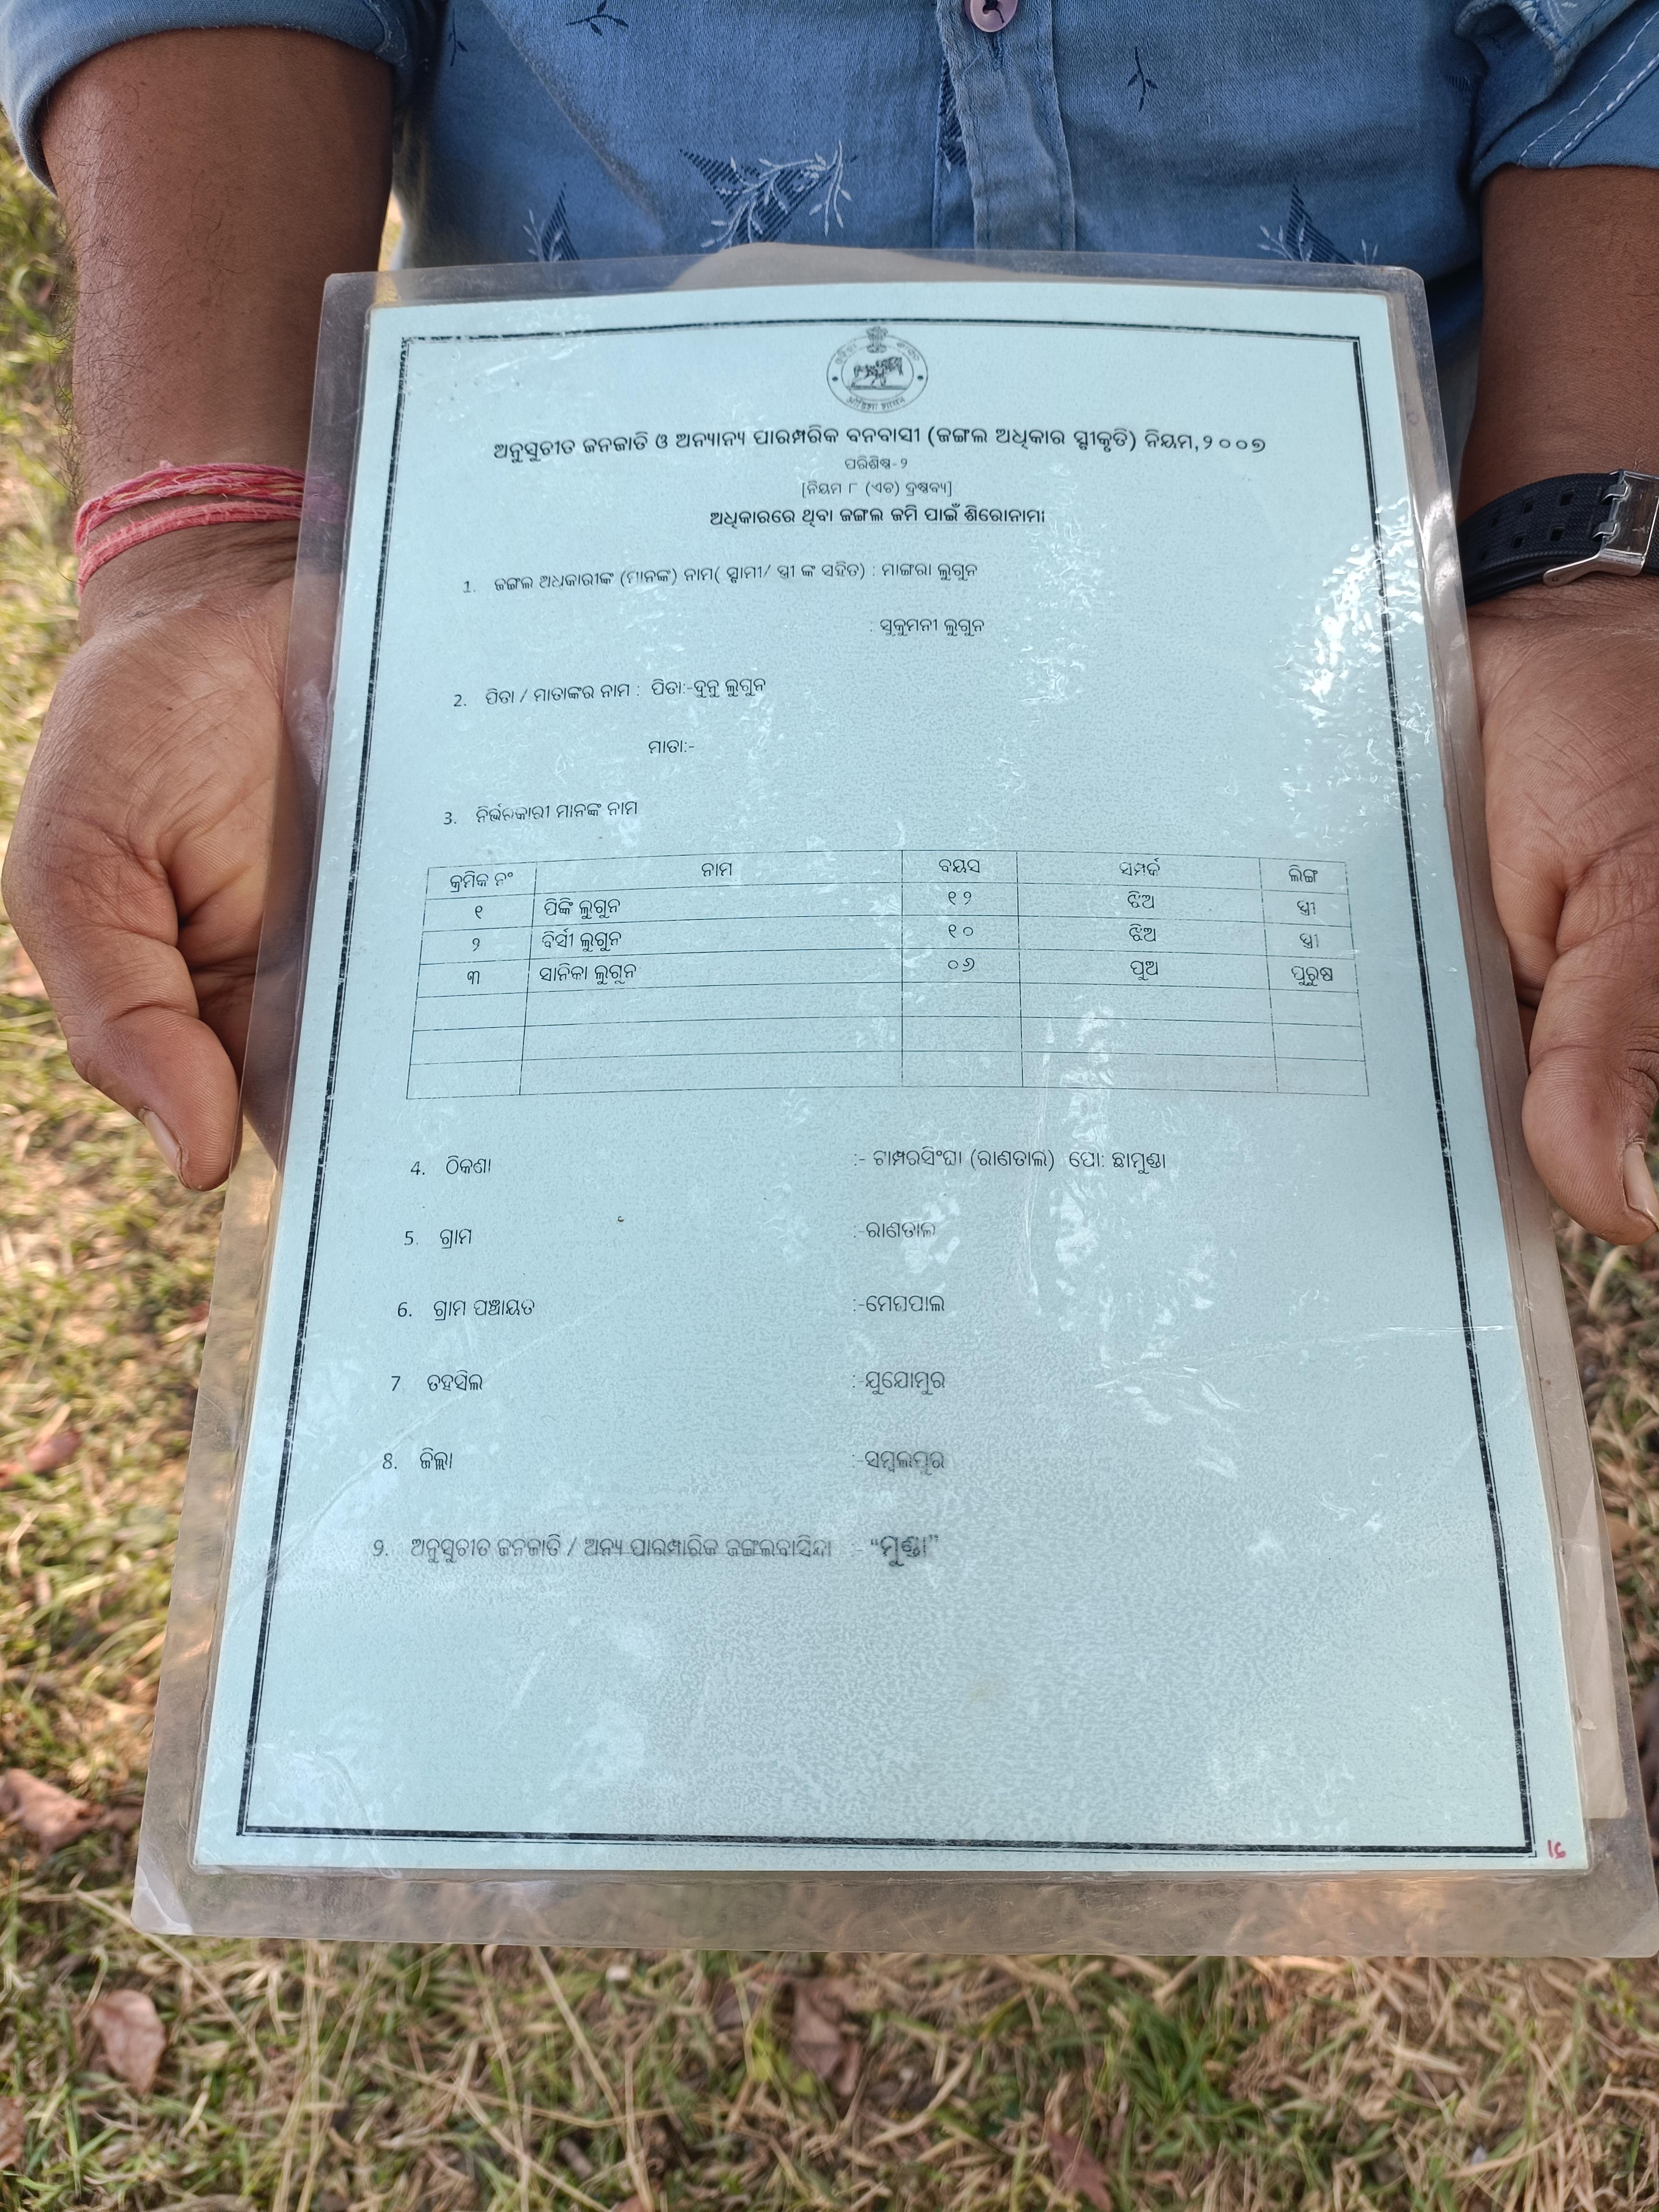 ଅନୁସୁଚୀତ ଜନଜାତି ଓ ଅନ୍ୟାନ୍ୟ ପାରମ୍ପରିକ ବନବାସୀ (ଜଙ୍ଗଲ ଅଧିକାର ସ୍ବୀକୃତି) ନିୟମ,୨୦୦୭
ପରିଶିଷ୍ଟ-୨
[ନିୟମ ୮ (ଏଚ) ଦ୍ରଷ୍ଟବ୍ୟ]
ଅଧିକାରରେ ଥିବା ଜଙ୍ଗଲ ଜମି ପାଇଁ ଶିରୋନାମା
1. ଜଙ୍ଗଲ ଅଧିକାରୀଙ୍କ (ମାନଙ୍କ) ନାମ( ସ୍ବାମୀ/ ସ୍ତ୍ରୀ ଙ୍କ ସହିତ) : ମାଙ୍ଗରା ଲୁଗୁନ
: ସୁକୁମନୀ ଲୁଗୁନ
2. ପିତା / ମାତାଙ୍କର ନାମ : ପିତା:-ଦୁନୁ ଲୁଗୁନ
ମାତା:-
3. ନିର୍ଭରକାରୀ ମାନଙ୍କ ନାମ
କ୍ରମିକ ନଂ ନାମ ବୟସ ସମ୍ପର୍କ ଲିଙ୍ଗ
୧ ପିଙ୍କି ଲୁଗୁନ ୧୨ ଝିଅ ସ୍ତ୍ରୀ
୨ ବିର୍ସୀ ଲୁଗୁନ ୧୦ ଝିଅ ସ୍ତ୍ରୀ
୩ ସାନିକା ଲୁଗୁନ ୦୬ ପୁଅ ପୁରୁଷ
4. ଠିକଣା :- ଟାମ୍ପରସିଂଘା (ରାଣତାଲ) ପୋ: ଛାମୁଣ୍ଡା
5. ଗ୍ରାମ :-ରାଣତାଲ
6. ଗ୍ରାମ ପଞ୍ଚାୟତ :-ମେଘପାଲ
7 ତହସିଲ :-ଯୁଯୋମୁର
8. ଜିଲ୍ଲା :-ସମ୍ବଲପୁର
9. ଅନୁସୁଚୀତ ଜନଜାତି / ଅନ୍ୟ ପାରମ୍ପାରିକ ଜଙ୍ଗଲବାସିନ୍ଦା :- “ମୁଣ୍ଡା”
16